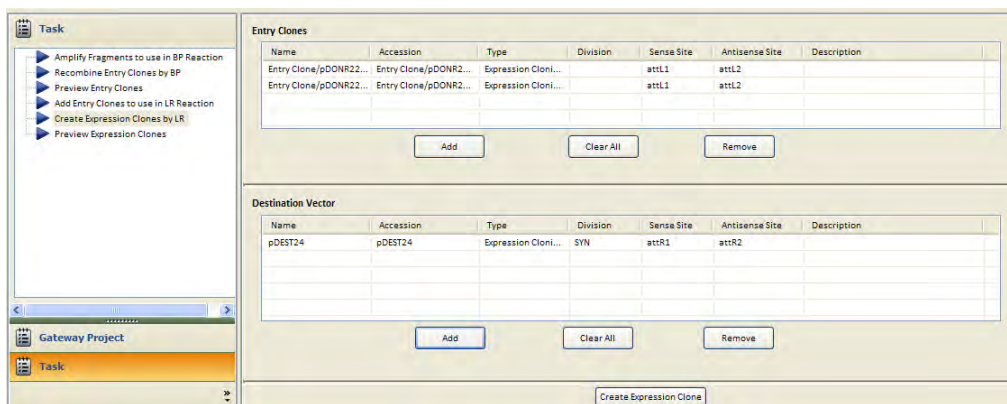 Task
Amplify Fragments to use in BP Reaction
Recombine Entry Clones by BP
Preview Entry Clones
Add Entry Clones to use in LR Reaction
Create Expression Clones by LR
Preview Expression Clones
Gateway Project
Task
Entry Clones
Name Accession Type Division Sense Site Antisense Site Description
Entry Clone/pDONR22... Entry Clone/pDONR2... Expression Cloni... attL1 attL2
Entry Clone/pDONR22... Entry Clone/pDONR2... Expression Cloni... attL1 attL2
Add Clear All Remove
Destination Vector
Name Accession Type Division Sense Site Antisense Site Description
pDEST24 pDEST24 Expression Cloni... SYN attR1 attR2
Add Clear All Remove
Create Expression Clone